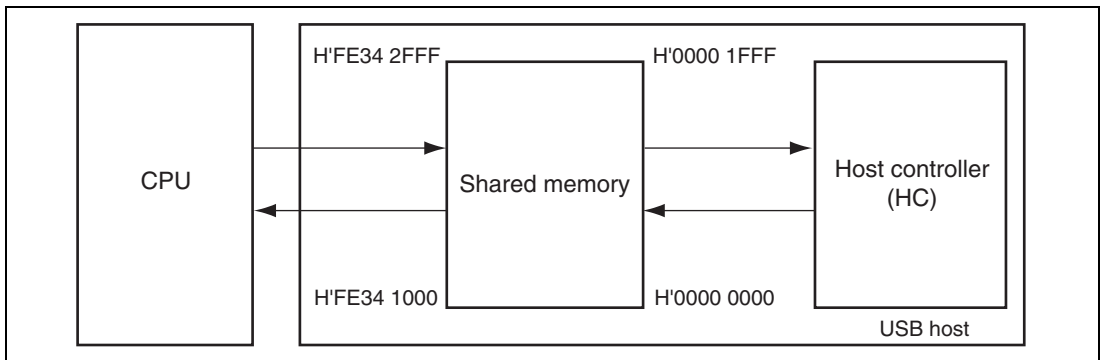 H'FE34 2FFF
H'0000 1FFF
CPU
Shared memory
Host controller
(HC)
H'FE34 1000
H'0000 0000
USB host